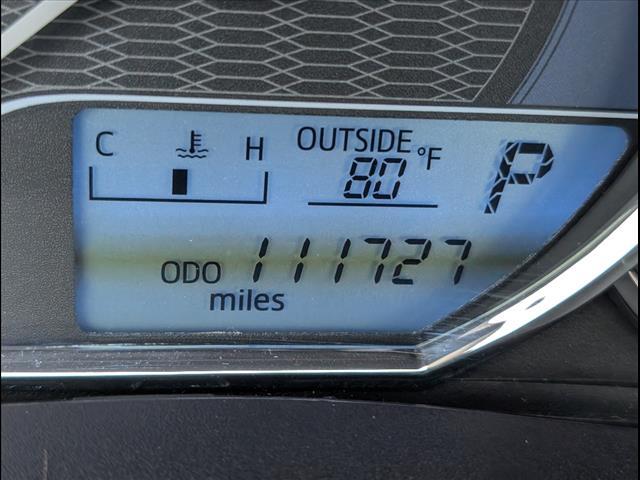 C H OUTSIDE °F P
80
ODO 111727
miles